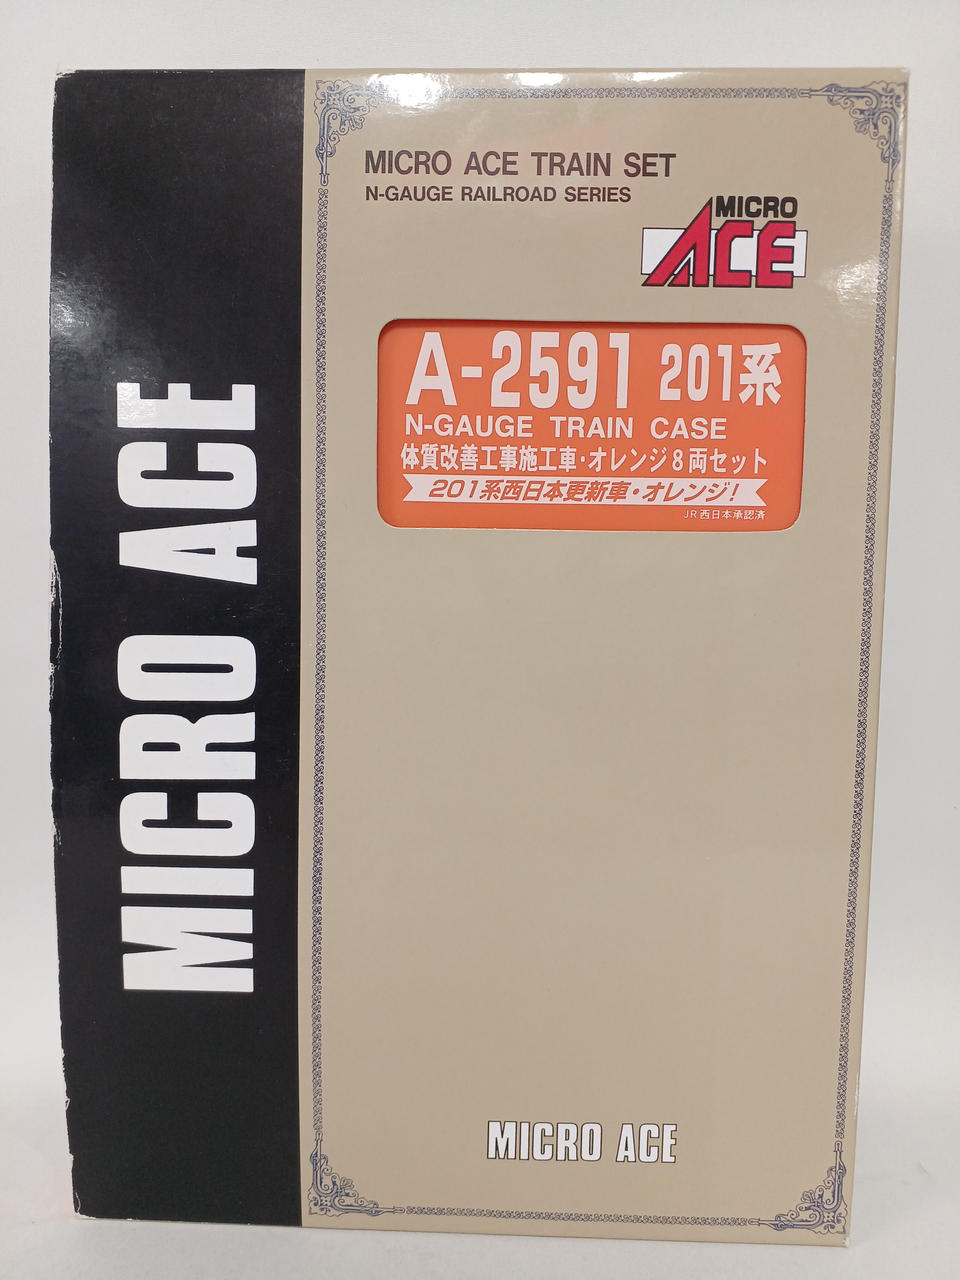 MICRO ACE
MICRO ACE TRAIN SET
N-GAUGE RAILROAD SERIES
MICRO
ACE
A-2591 201系
N-GAUGE TRAIN CASE
体質改善工事施工車・オレンジ8両セット
201系西日本更新車・オレンジ!
JR西日本承認済
MICRO ACE